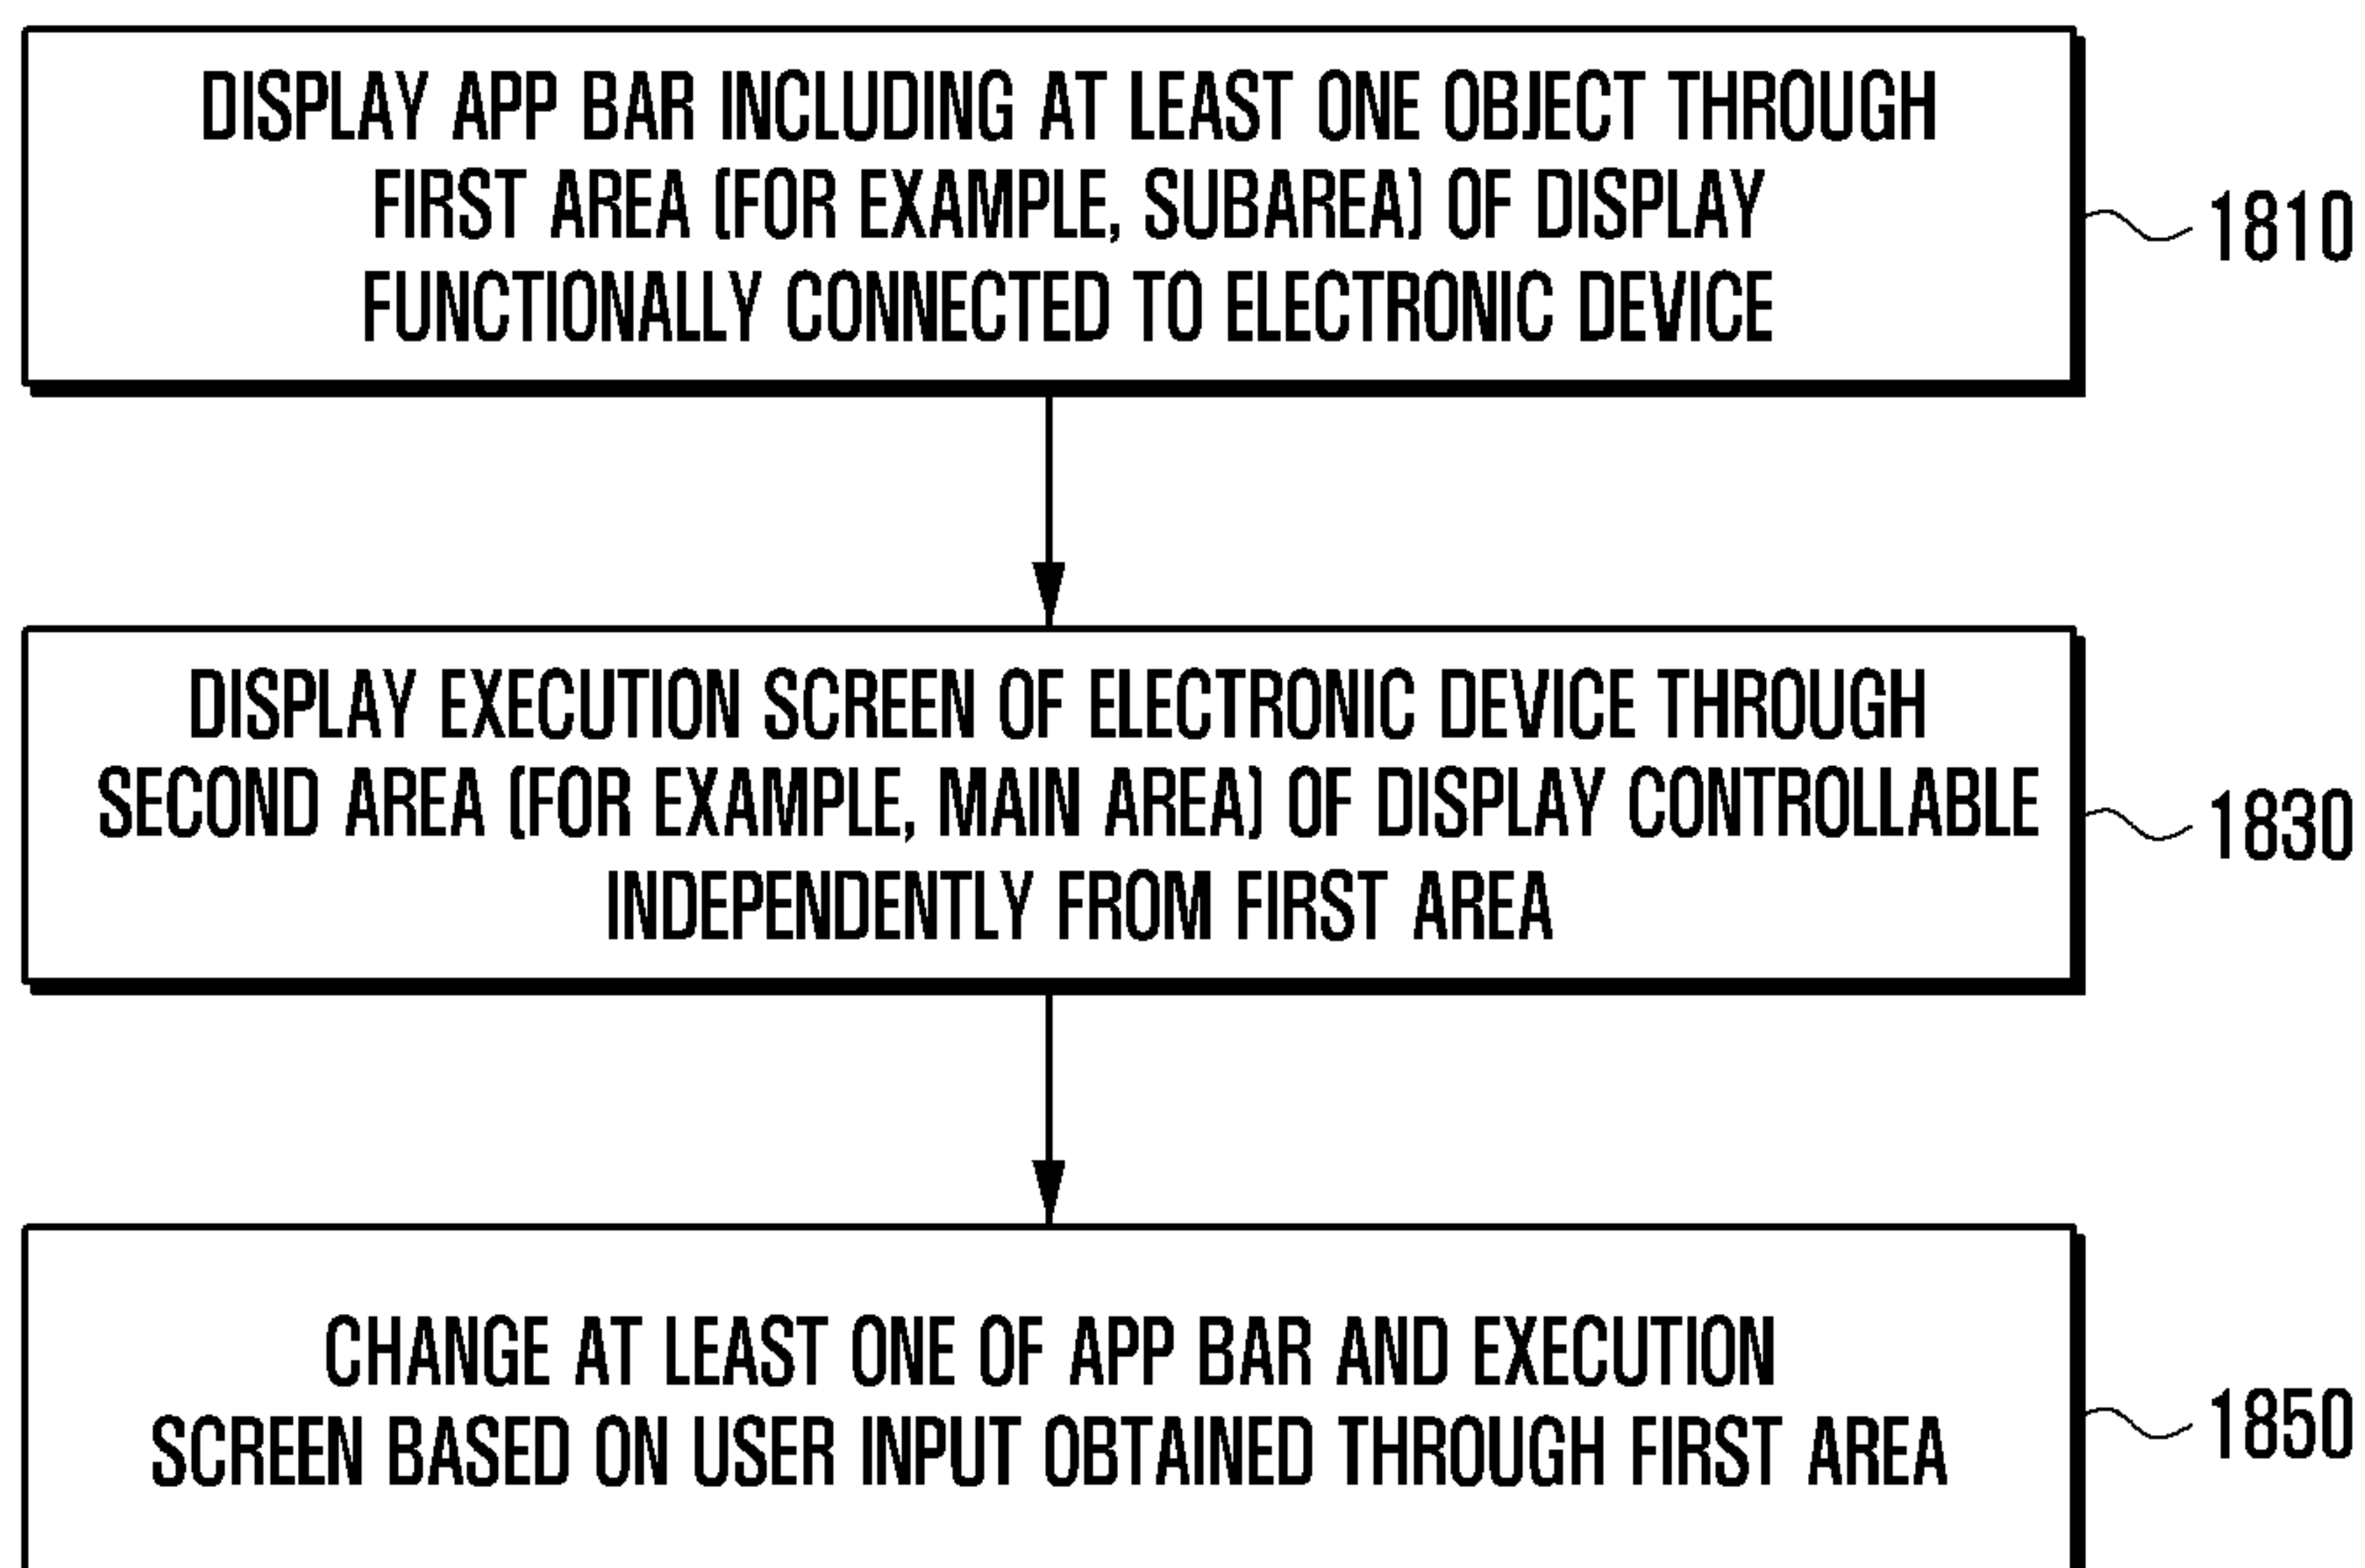 DISPLAY APP BAR INCLUDING AT LEAST ONE OBJECT THROUGH
FIRST AREA (FOR EXAMPLE, SUBAREA) OF DISPLAY
FUNCTIONALLY CONNECTED TO ELECTRONIC DEVICE
1810
DISPLAY EXECUTION SCREEN OF ELECTRONIC DEVICE THROUGH
SECOND AREA (FOR EXAMPLE, MAIN AREA) OF DISPLAY CONTROLLABLE
INDEPENDENTLY FROM FIRST AREA
1830
CHANGE AT LEAST ONE OF APP BAR AND EXECUTION
SCREEN BASED ON USER INPUT OBTAINED THROUGH FIRST AREA
1850